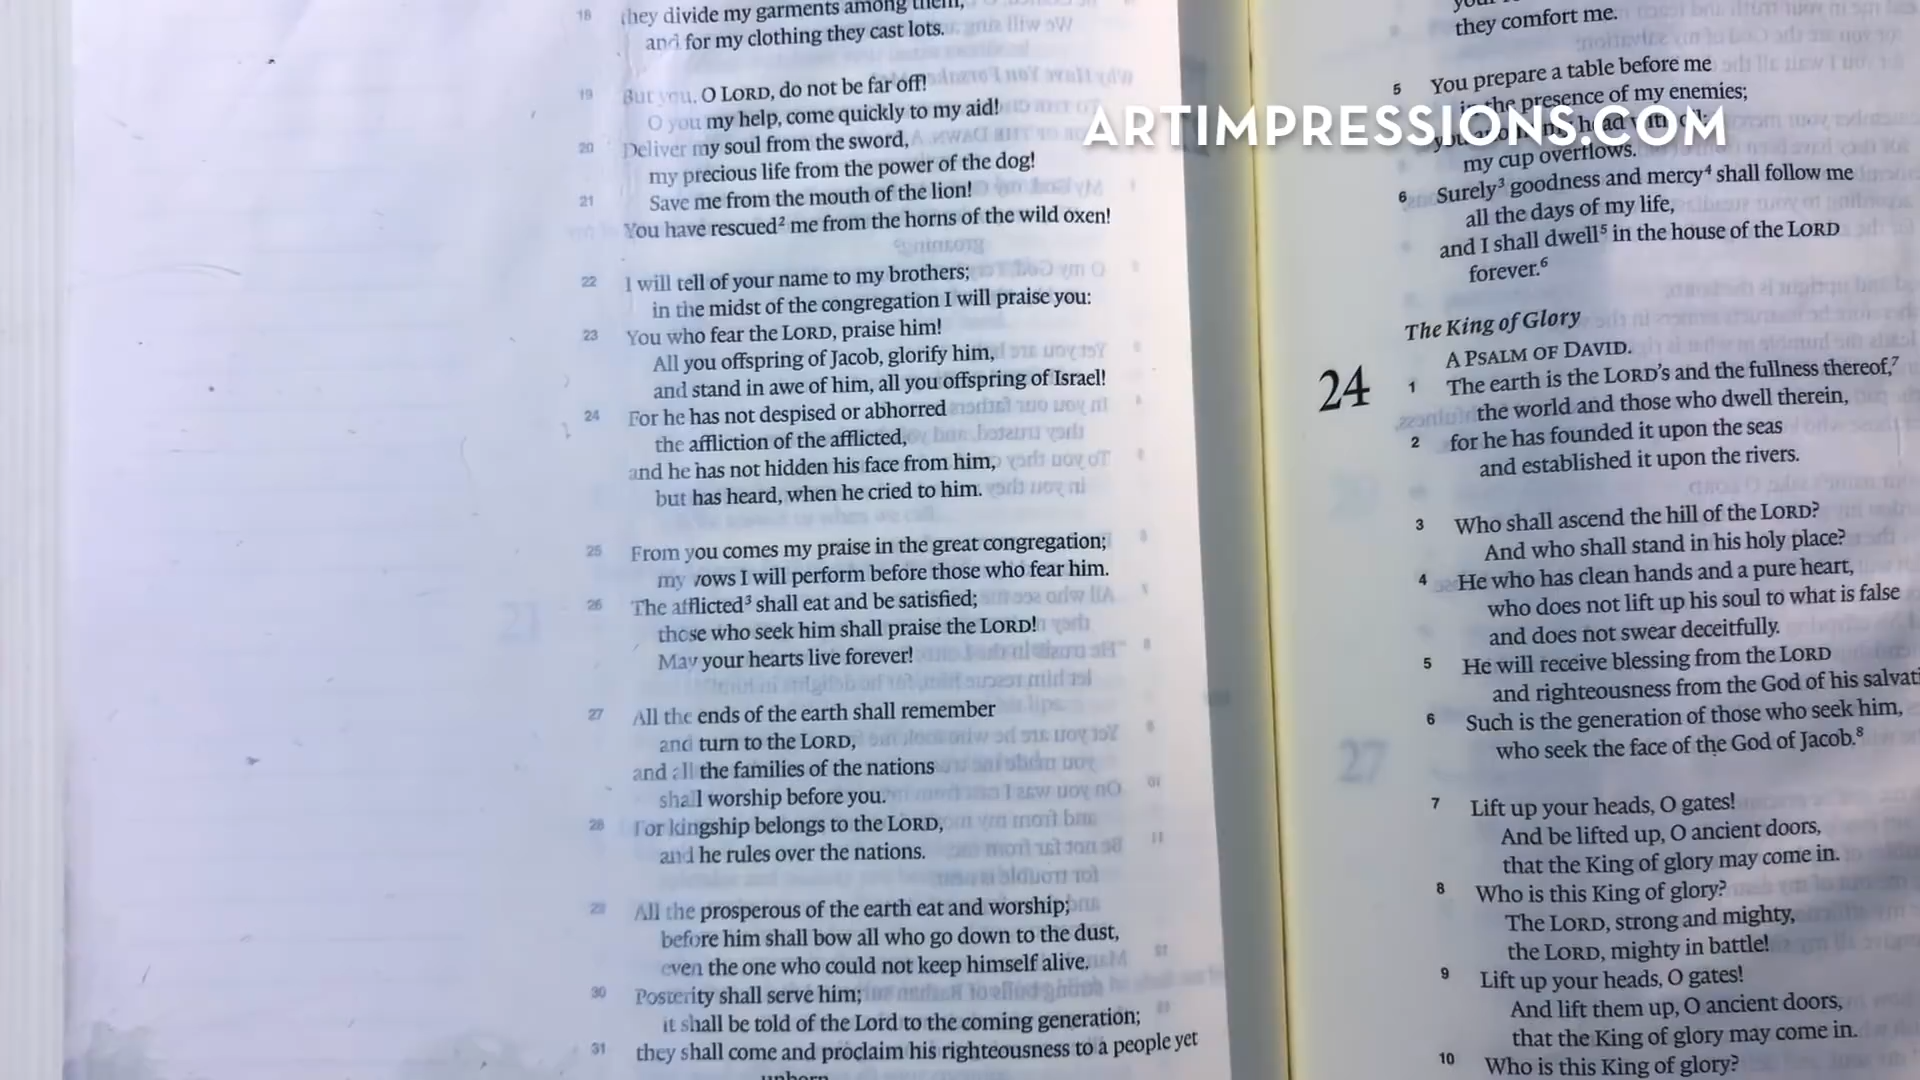 18 they divide my garments among them,
and for my clothing they cast lots.
19 But you, O LORD, do not be far off!
O you my help, come quickly to my aid!
20 Deliver my soul from the sword,
my precious life from the power of the dog!
21 Save me from the mouth of the lion!
You have rescued² me from the horns of the wild oxen!
22 I will tell of your name to my brothers;
in the midst of the congregation I will praise you:
23 You who fear the LORD, praise him!
All you offspring of Jacob, glorify him,
and stand in awe of him, all you offspring of Israel!
24 For he has not despised or abhorred
the affliction of the afflicted,
and he has not hidden his face from him,
but has heard, when he cried to him.
25 From you comes my praise in the great congregation;
my vows I will perform before those who fear him.
26 The afflicted³ shall eat and be satisfied;
those who seek him shall praise the LORD!
May your hearts live forever!
27 All the ends of the earth shall remember
and turn to the LORD,
and all the families of the nations
shall worship before you.
28 For kingship belongs to the LORD,
and he rules over the nations.
29 All the prosperous of the earth eat and worship;
before him shall bow all who go down to the dust,
even the one who could not keep himself alive.
30 Posterity shall serve him;
it shall be told of the Lord to the coming generation;
31 they shall come and proclaim his righteousness to a people yet
unborn
they comfort me.
5 You prepare a table before me
in the presence of my enemies;
you anoint my head with oil;
my cup overflows.
6 Surely³ goodness and mercy⁴ shall follow me
all the days of my life,
and I shall dwell⁵ in the house of the LORD
forever.⁶
The King of Glory
A PSALM OF DAVID.
24 1 The earth is the LORD's and the fullness thereof,⁷
the world and those who dwell therein,
2 for he has founded it upon the seas
and established it upon the rivers.
3 Who shall ascend the hill of the LORD?
And who shall stand in his holy place?
4 He who has clean hands and a pure heart,
who does not lift up his soul to what is false
and does not swear deceitfully.
5 He will receive blessing from the LORD
and righteousness from the God of his salvati
6 Such is the generation of those who seek him,
who seek the face of the God of Jacob.⁸
7 Lift up your heads, O gates!
And be lifted up, O ancient doors,
that the King of glory may come in.
8 Who is this King of glory?
The LORD, strong and mighty,
the LORD, mighty in battle!
9 Lift up your heads, O gates!
And lift them up, O ancient doors,
that the King of glory may come in.
10 Who is this King of glory?
ARTIMPRESSIONS.COM